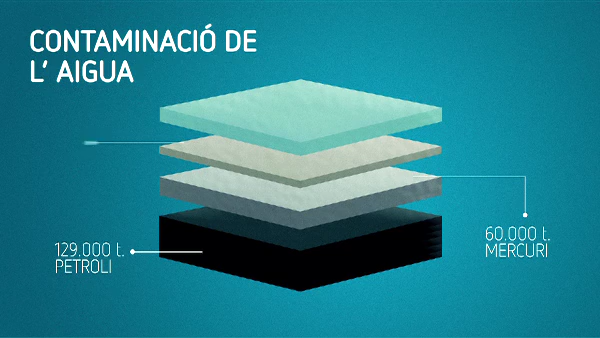 CONTAMINACIÓ DE
L' AIGUA
129.000 t.
PETROLI
60.000 t.
MERCURI